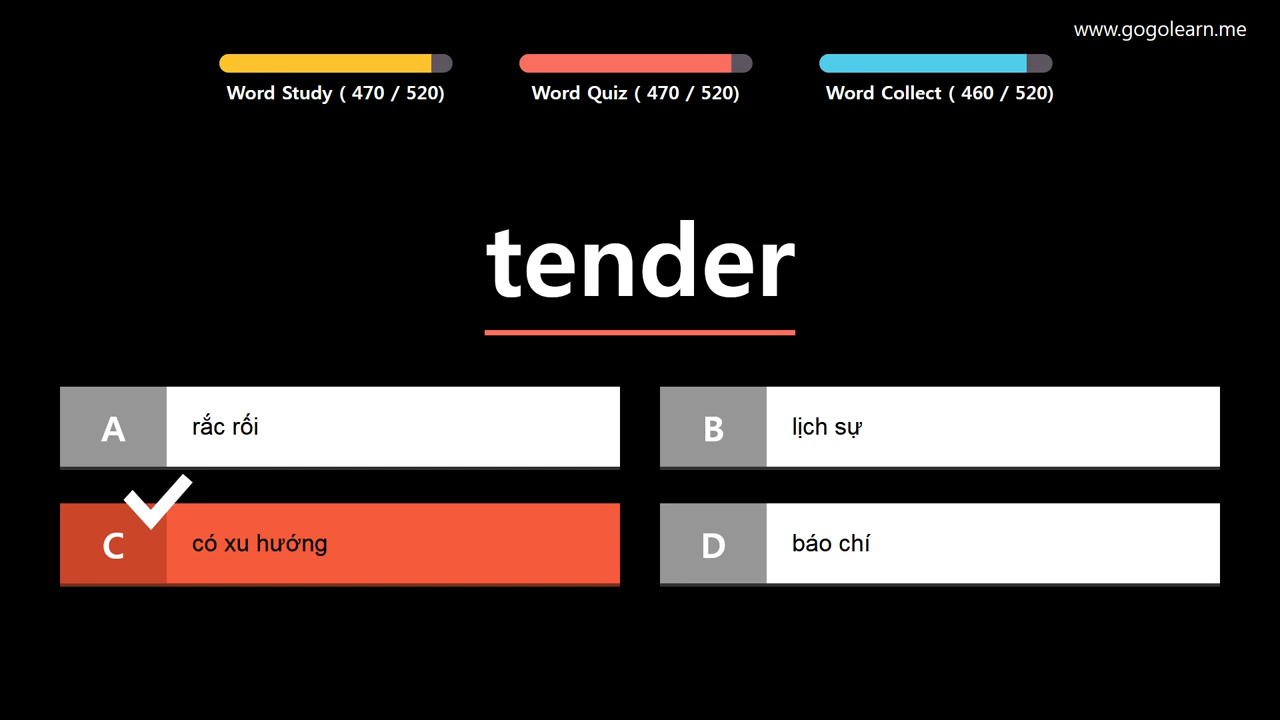 www.gogolearn.me
Word Study ( 470 / 520)
Word Quiz ( 470 / 520)
Word Collect ( 460 / 520)
tender
A rắc rối
B lịch sự
C có xu hướng
D báo chí